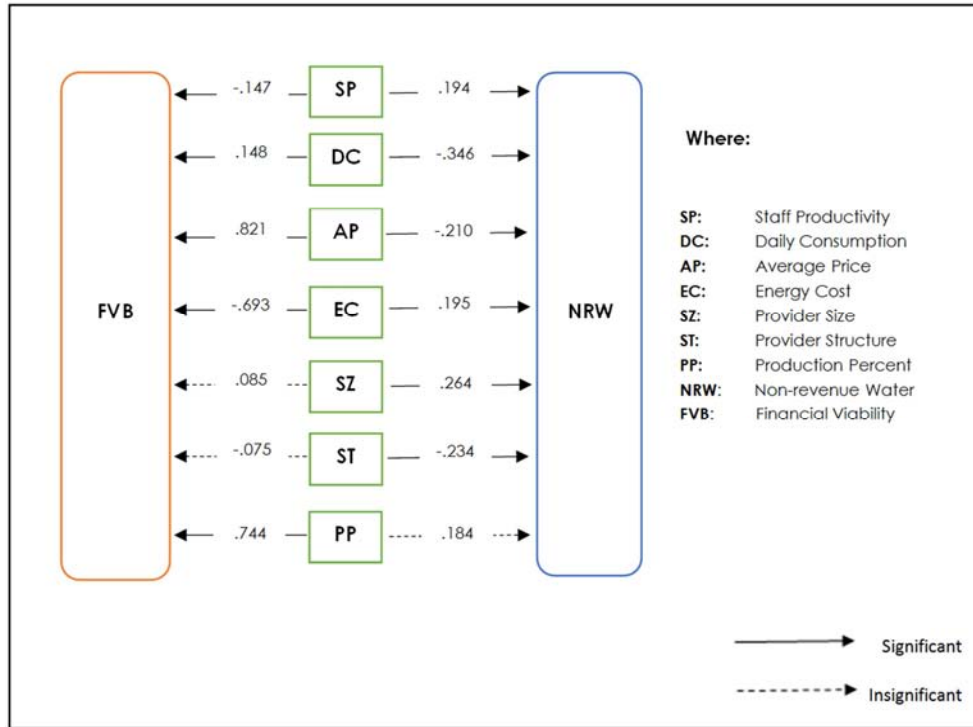 -.147 SP .194
.148 DC -.346
.821 AP -.210
FVB -.693 EC .195 NRW
.085 SZ .264
-.075 ST -.234
.744 PP .184
Where:
SP: Staff Productivity
DC: Daily Consumption
AP: Average Price
EC: Energy Cost
SZ: Provider Size
ST: Provider Structure
PP: Production Percent
NRW: Non-revenue Water
FVB: Financial Viability
Significant
Insignificant